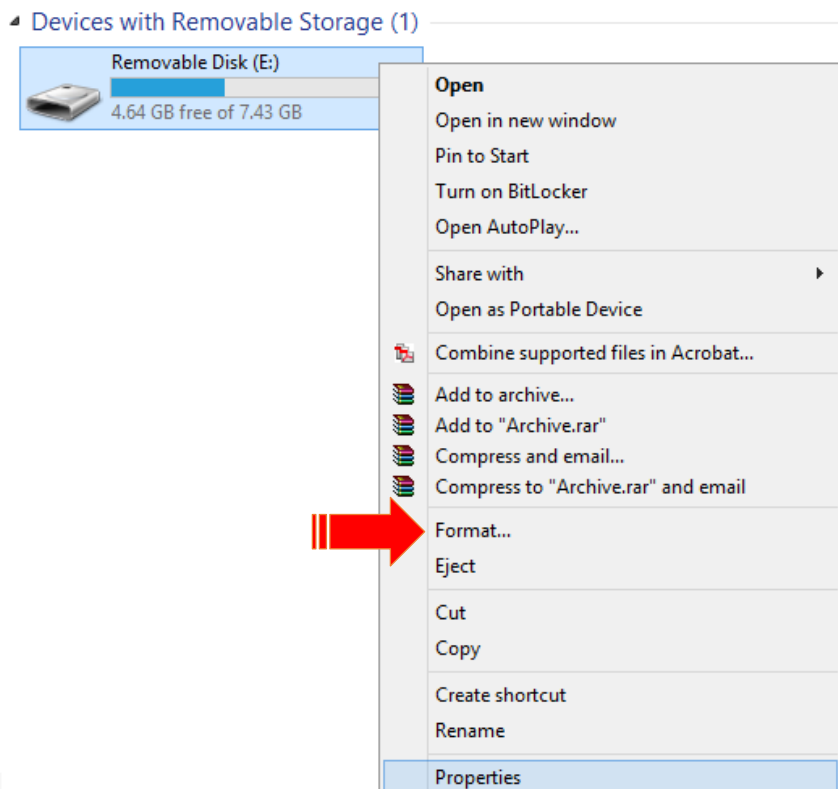 Devices with Removable Storage (1)
Removable Disk (E:)
4.64 GB free of 7.43 GB
Open
Open in new window
Pin to Start
Turn on BitLocker
Open AutoPlay...
Share with
Open as Portable Device
Combine supported files in Acrobat...
Add to archive...
Add to "Archive.rar"
Compress and email...
Compress to "Archive.rar" and email
Format...
Eject
Cut
Copy
Create shortcut
Rename
Properties